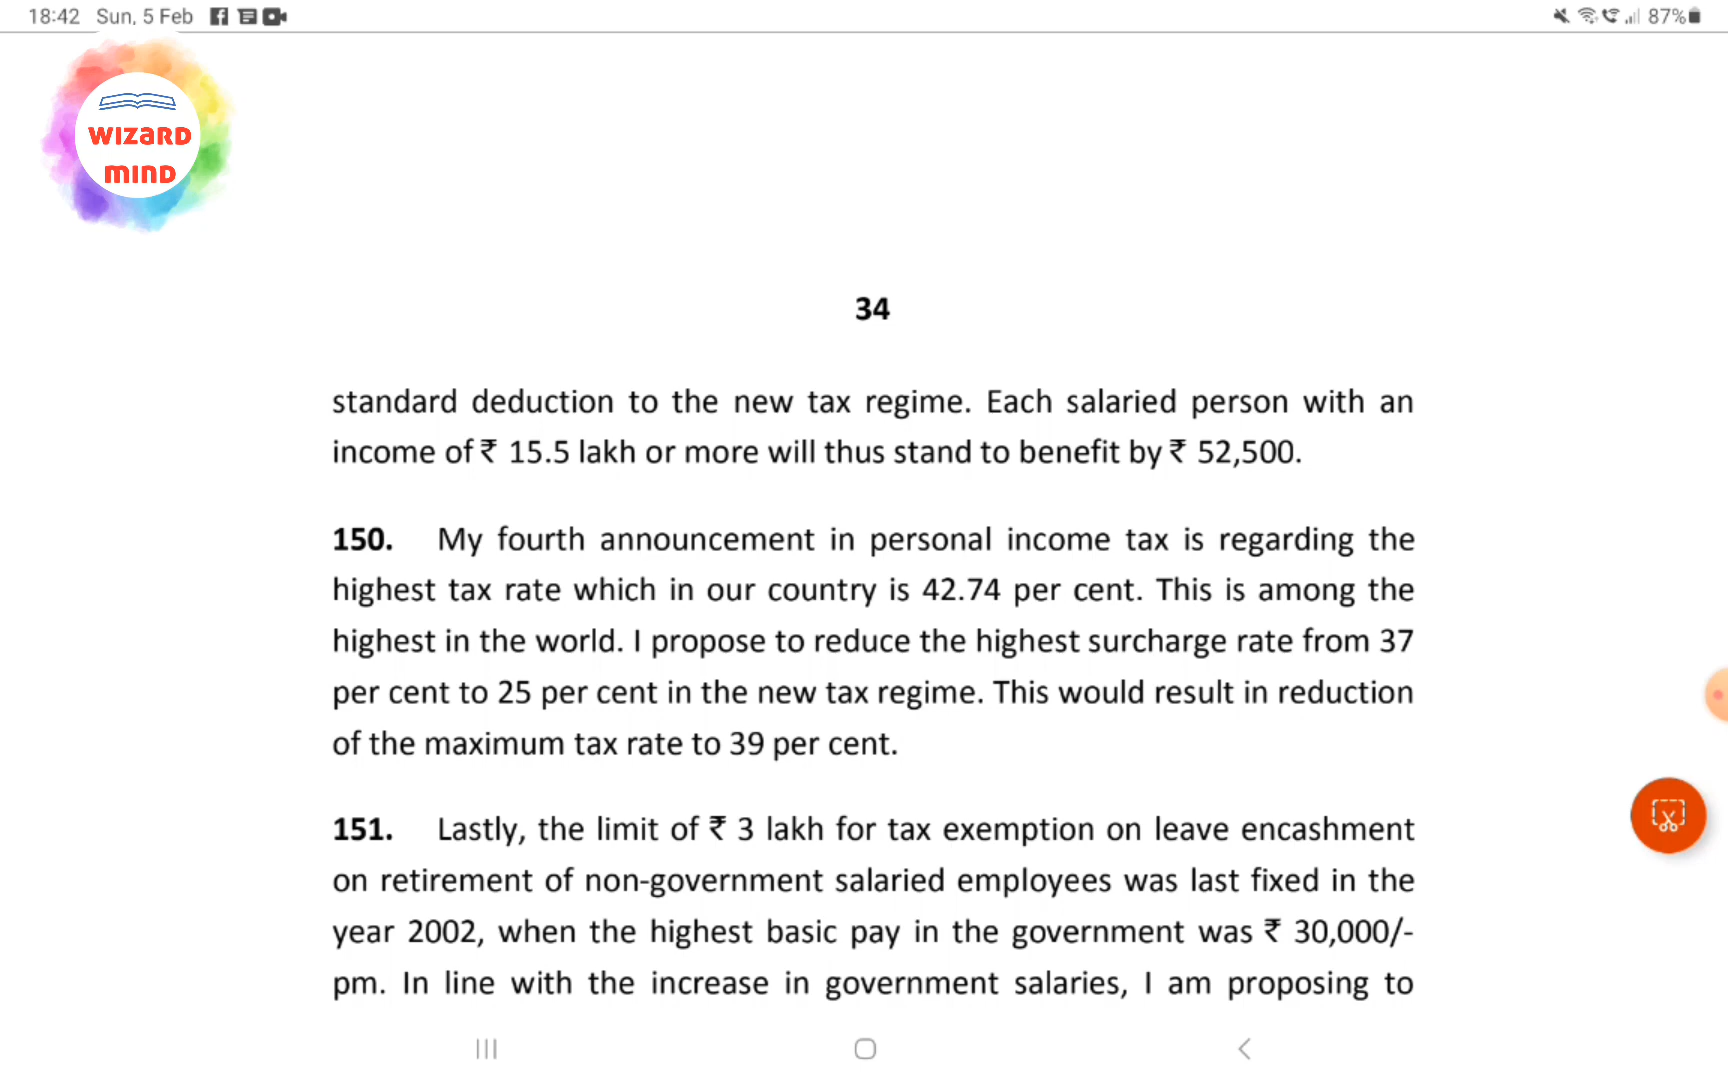 18:42 Sun, 5 Feb
87%
WIZARD
MIND
34
standard deduction to the new tax regime. Each salaried person with an
income of ₹ 15.5 lakh or more will thus stand to benefit by ₹ 52,500.
150. My fourth announcement in personal income tax is regarding the
highest tax rate which in our country is 42.74 per cent. This is among the
highest in the world. I propose to reduce the highest surcharge rate from 37
per cent to 25 per cent in the new tax regime. This would result in reduction
of the maximum tax rate to 39 per cent.
151. Lastly, the limit of ₹ 3 lakh for tax exemption on leave encashment
on retirement of non-government salaried employees was last fixed in the
year 2002, when the highest basic pay in the government was ₹ 30,000/-
pm. In line with the increase in government salaries, I am proposing to